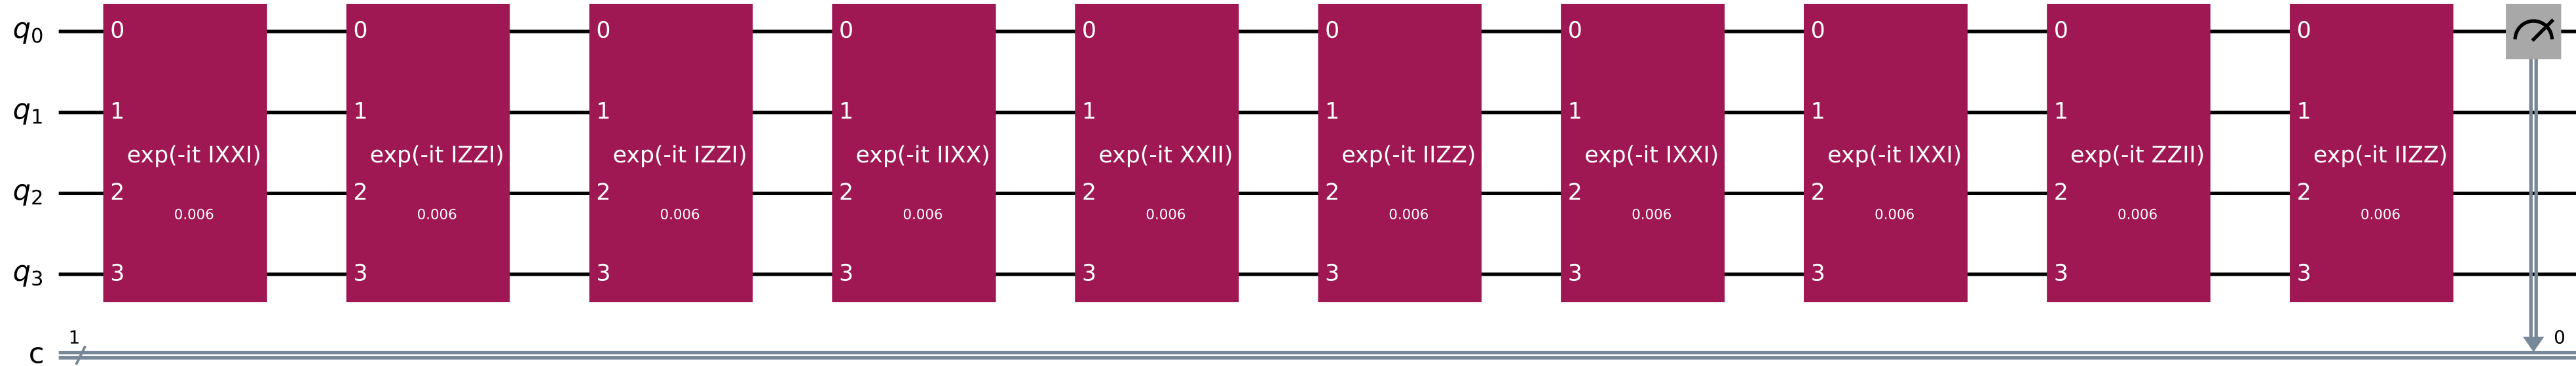 q0 0 0 0 0 0 0 0 0 0 0
q1 1 1 1 1 1 1 1 1 1 1
exp(-it IXXI) exp(-it IZZI) exp(-it IZZI) exp(-it IIXX) exp(-it XXII) exp(-it IIZZ) exp(-it IXXI) exp(-it IXXI) exp(-it ZZII) exp(-it IIZZ)
q2 2 2 2 2 2 2 2 2 2 2
0.006 0.006 0.006 0.006 0.006 0.006 0.006 0.006 0.006 0.006
q3 3 3 3 3 3 3 3 3 3 3
1 0
c